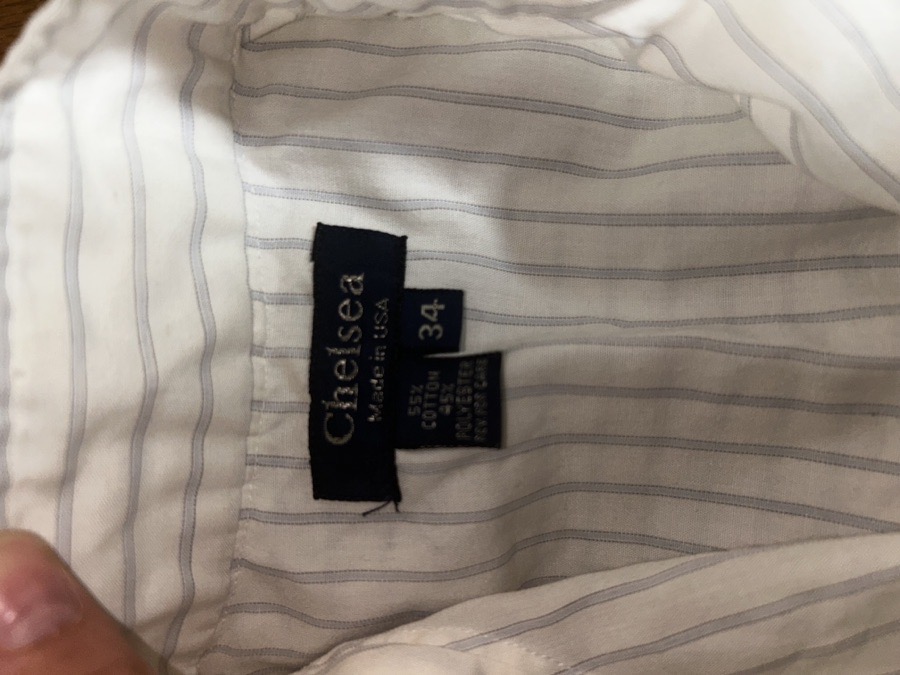 Chelsea
Made in USA
34
55%
COTTON
45%
POLYESTER
REV FOR CARE